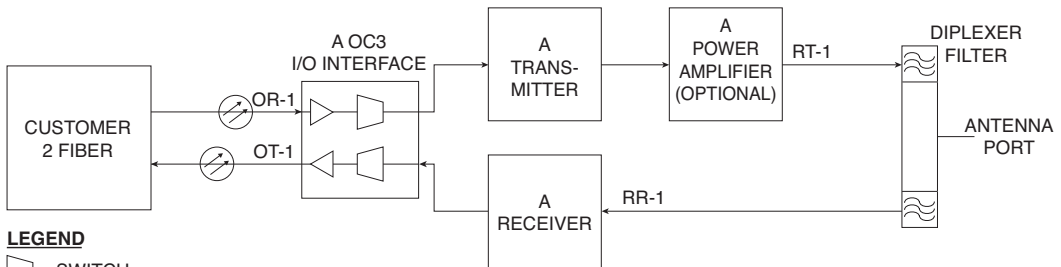 A OC3
I/O INTERFACE
A
TRANS-
MITTER
A
POWER
AMPLIFIER
(OPTIONAL)
RT-1
DIPLEXER
FILTER
CUSTOMER
2 FIBER
OR-1
OT-1
ANTENNA
PORT
A
RECEIVER
RR-1
LEGEND
SWITCH